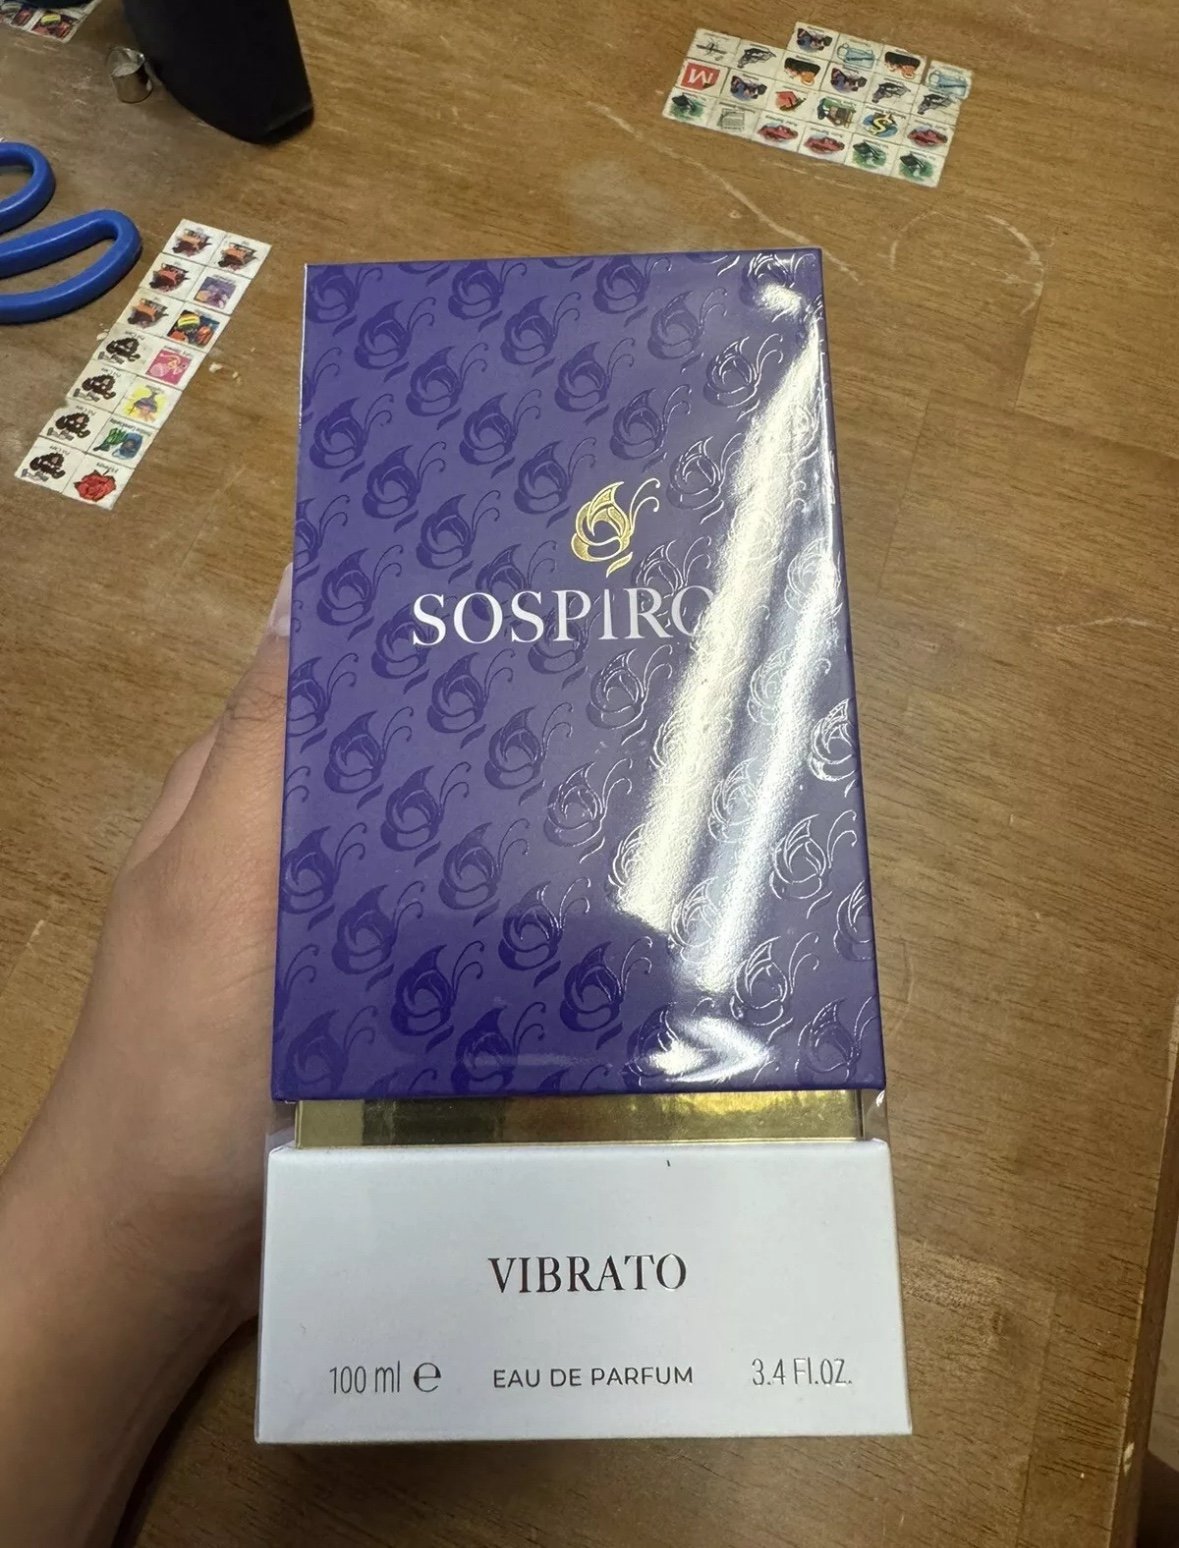 SOSPIRO
VIBRATO
100 ml e EAU DE PARFUM 3.4 Fl.OZ.